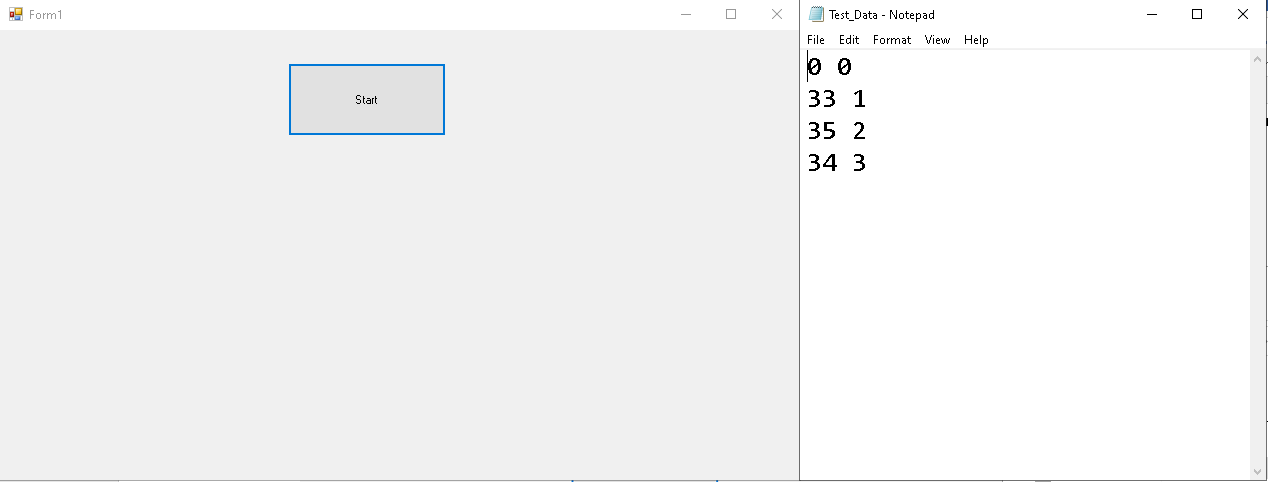 Form1
Start
Test_Data - Notepad
File Edit Format View Help
0 0
33 1
35 2
34 3